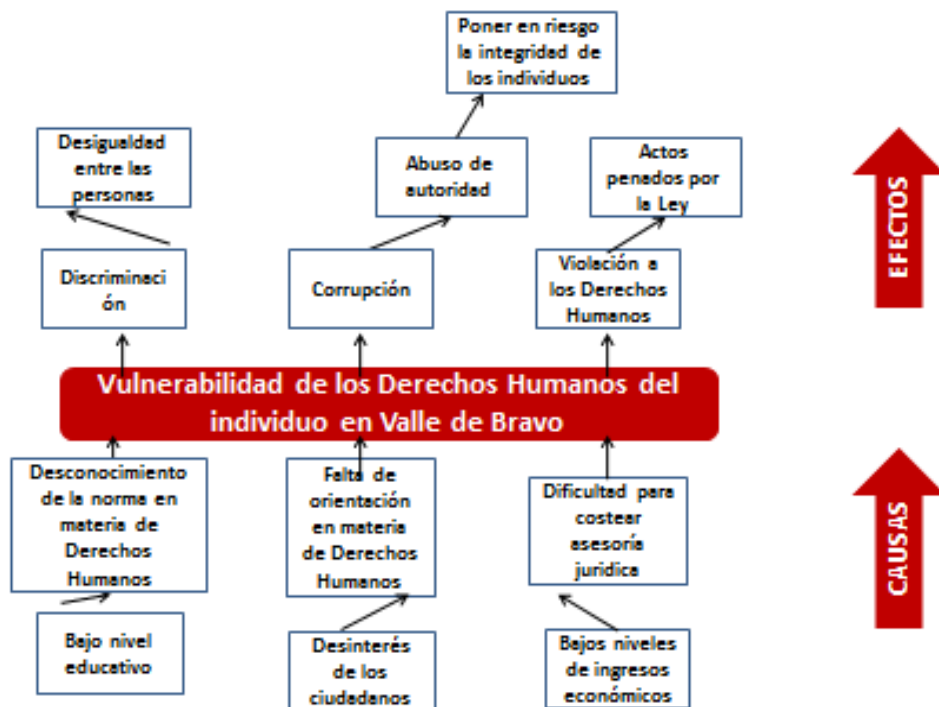 Poner en riesgo
la integridad de
los individuos
Desigualdad
entre las
personas
Abuso de
autoridad
Actos
penados por
la Ley
EFECTOS
Discriminaci
ón
Corrupción
Violación a
los Derechos
Humanos
Vulnerabilidad de los Derechos Humanos del
individuo en Valle de Bravo
Desconocimiento
de la norma en
materia de
Derechos
Humanos
Falta de
orientación
en materia
de Derechos
Humanos
Dificultad para
costear
asesoría
juridica
CAUSAS
Bajo nivel
educativo
Desinterés
de los
ciudadanos
Bajos niveles
de ingresos
económicos